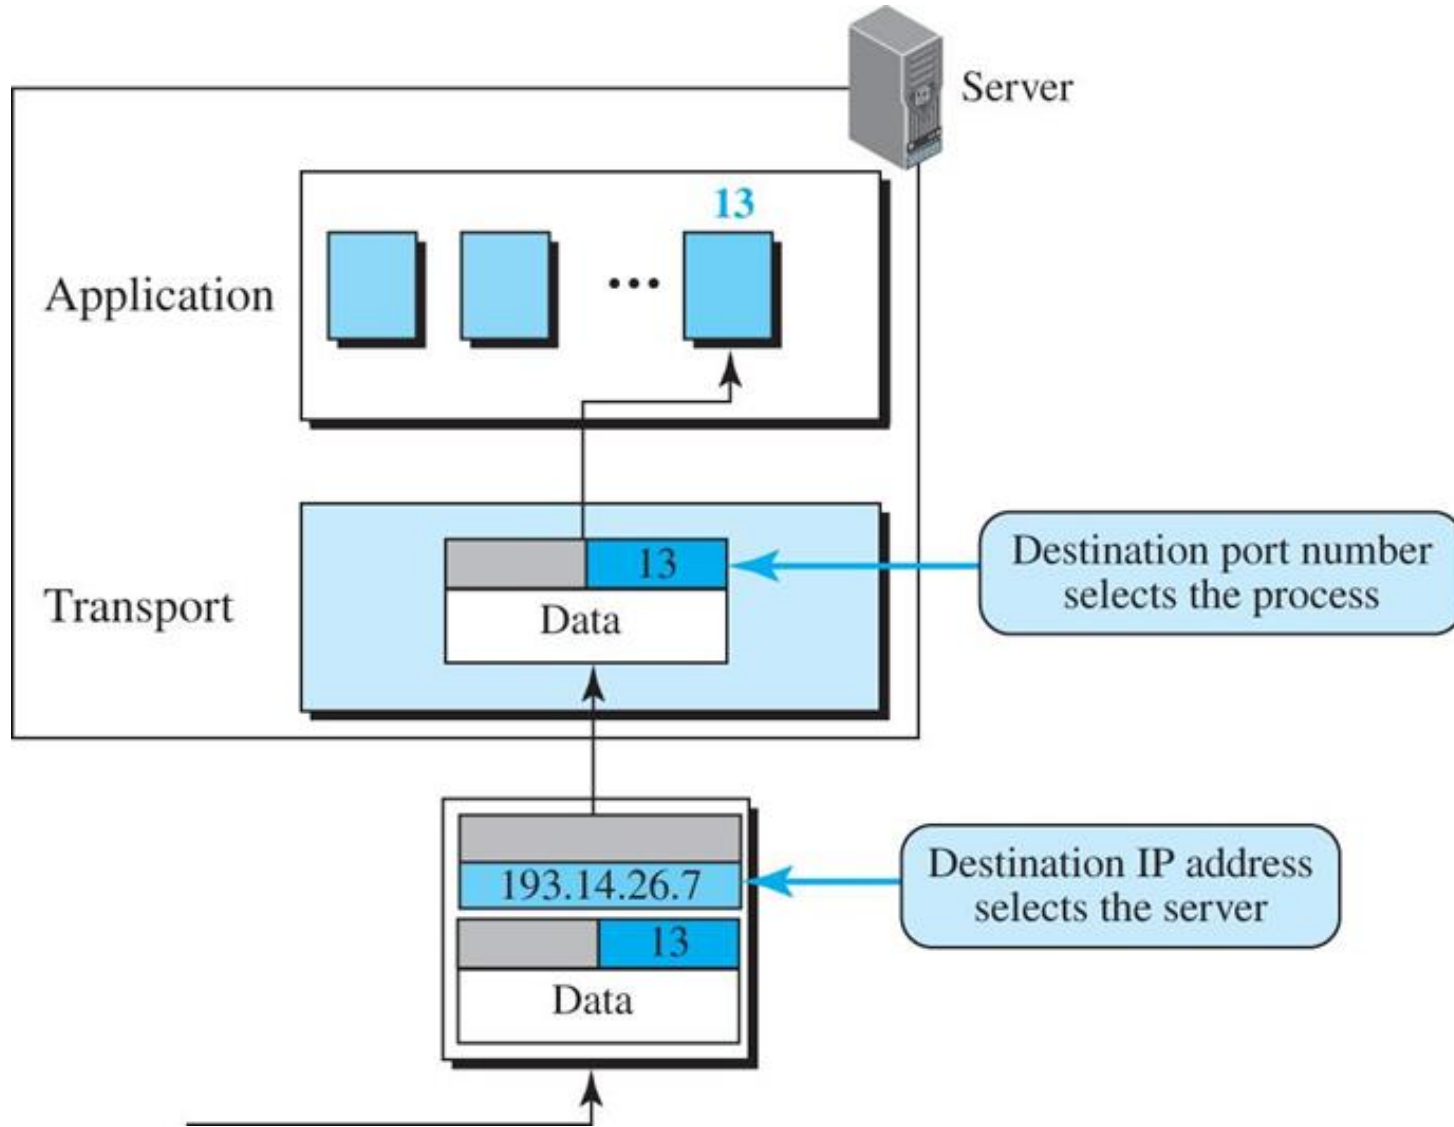 Server
13
Application
...
13
Destination port number
selects the process
Transport
Data
193.14.26.7
Destination IP address
selects the server
13
Data